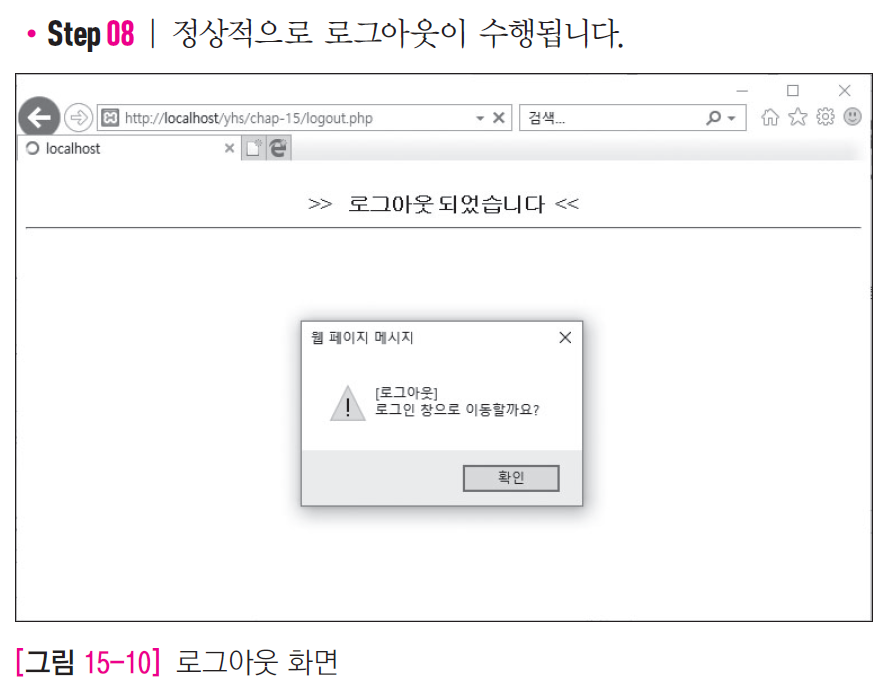 • Step 08 | 정상적으로 로그아웃이 수행됩니다.
http://localhost/yhs/chap-15/logout.php
검색...
localhost
>> 로그아웃 되었습니다 <<
웹 페이지 메시지
[로그아웃]
로그인 창으로 이동할까요?
확인
[그림 15-10] 로그아웃 화면